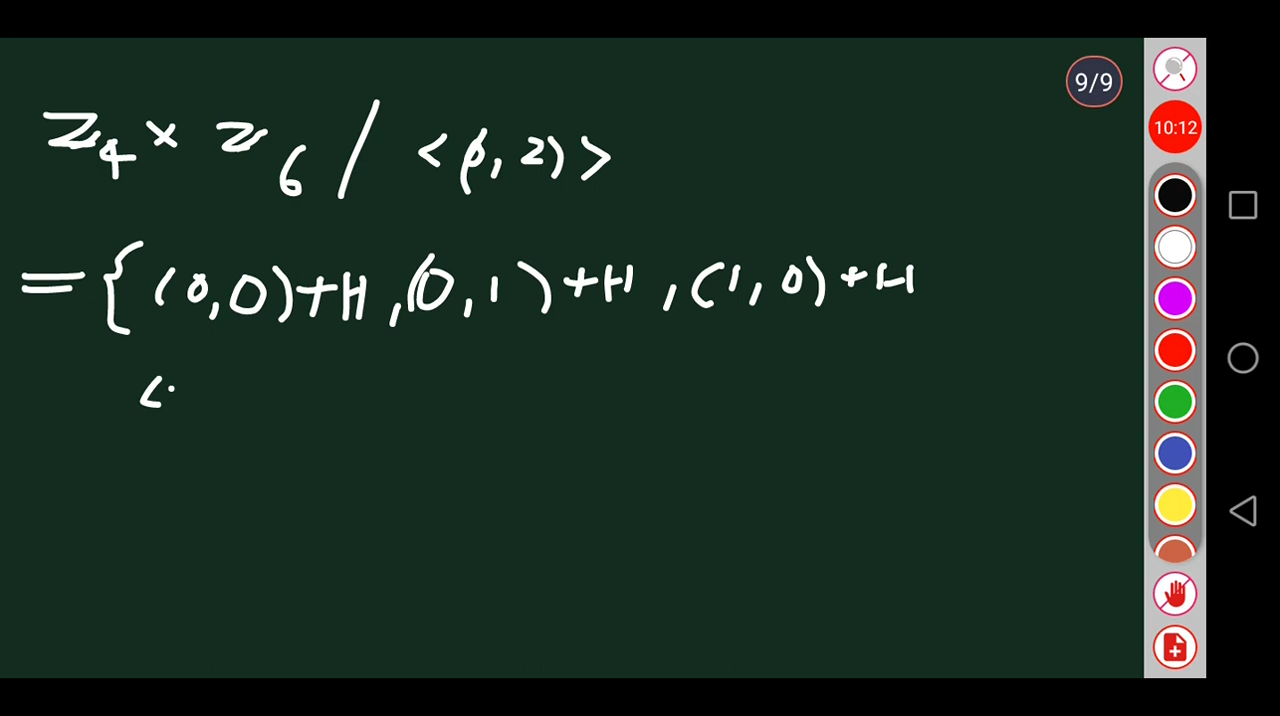 9/9
10:12
Z₄ × Z₆ / <(0, 2)>
= { (0,0)+H, (0,1)+H, (1,0)+H
(